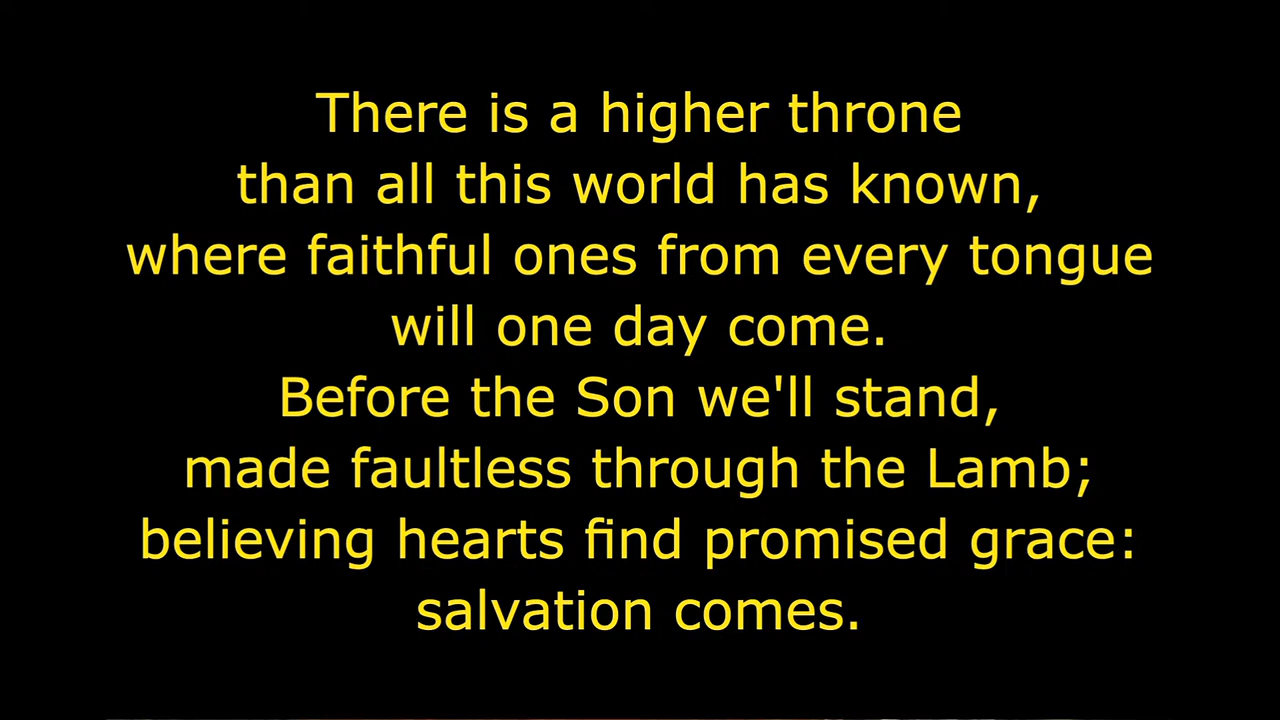 There is a higher throne
than all this world has known,
where faithful ones from every tongue
will one day come.
Before the Son we'll stand,
made faultless through the Lamb;
believing hearts find promised grace:
salvation comes.